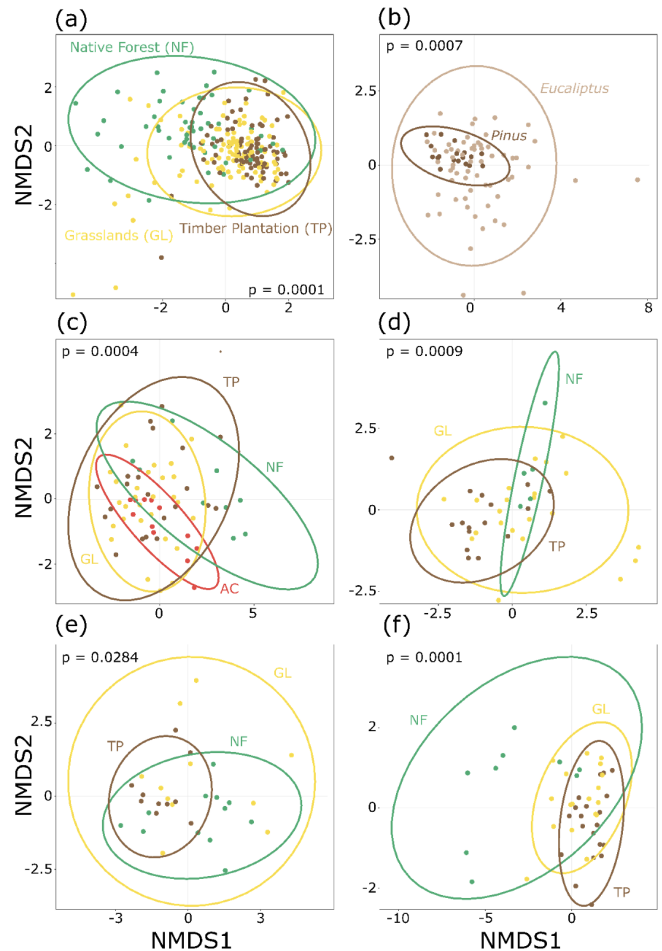 (a)
Native Forest (NF)
2
0
-2
NMDS2
Grasslands (GL)
Timber Plantation (TP)
p = 0.0001
-2
0
2
(b)
p = 0.0007
Eucaliptus
Pinus
2.5
0
-2.5
0
4
8
(c)
p = 0.0004
TP
NF
GL
AC
NMDS2
2
0
-2
0
5
(d)
p = 0.0009
NF
GL
TP
2.5
0
-2.5
-2.5
0
2.5
(e)
p = 0.0284
GL
TP
NF
NMDS2
2.5
0
-2.5
-3
0
3
NMDS1
(f)
p = 0.0001
NF
GL
TP
2
0
-2
-10
-5
0
NMDS1